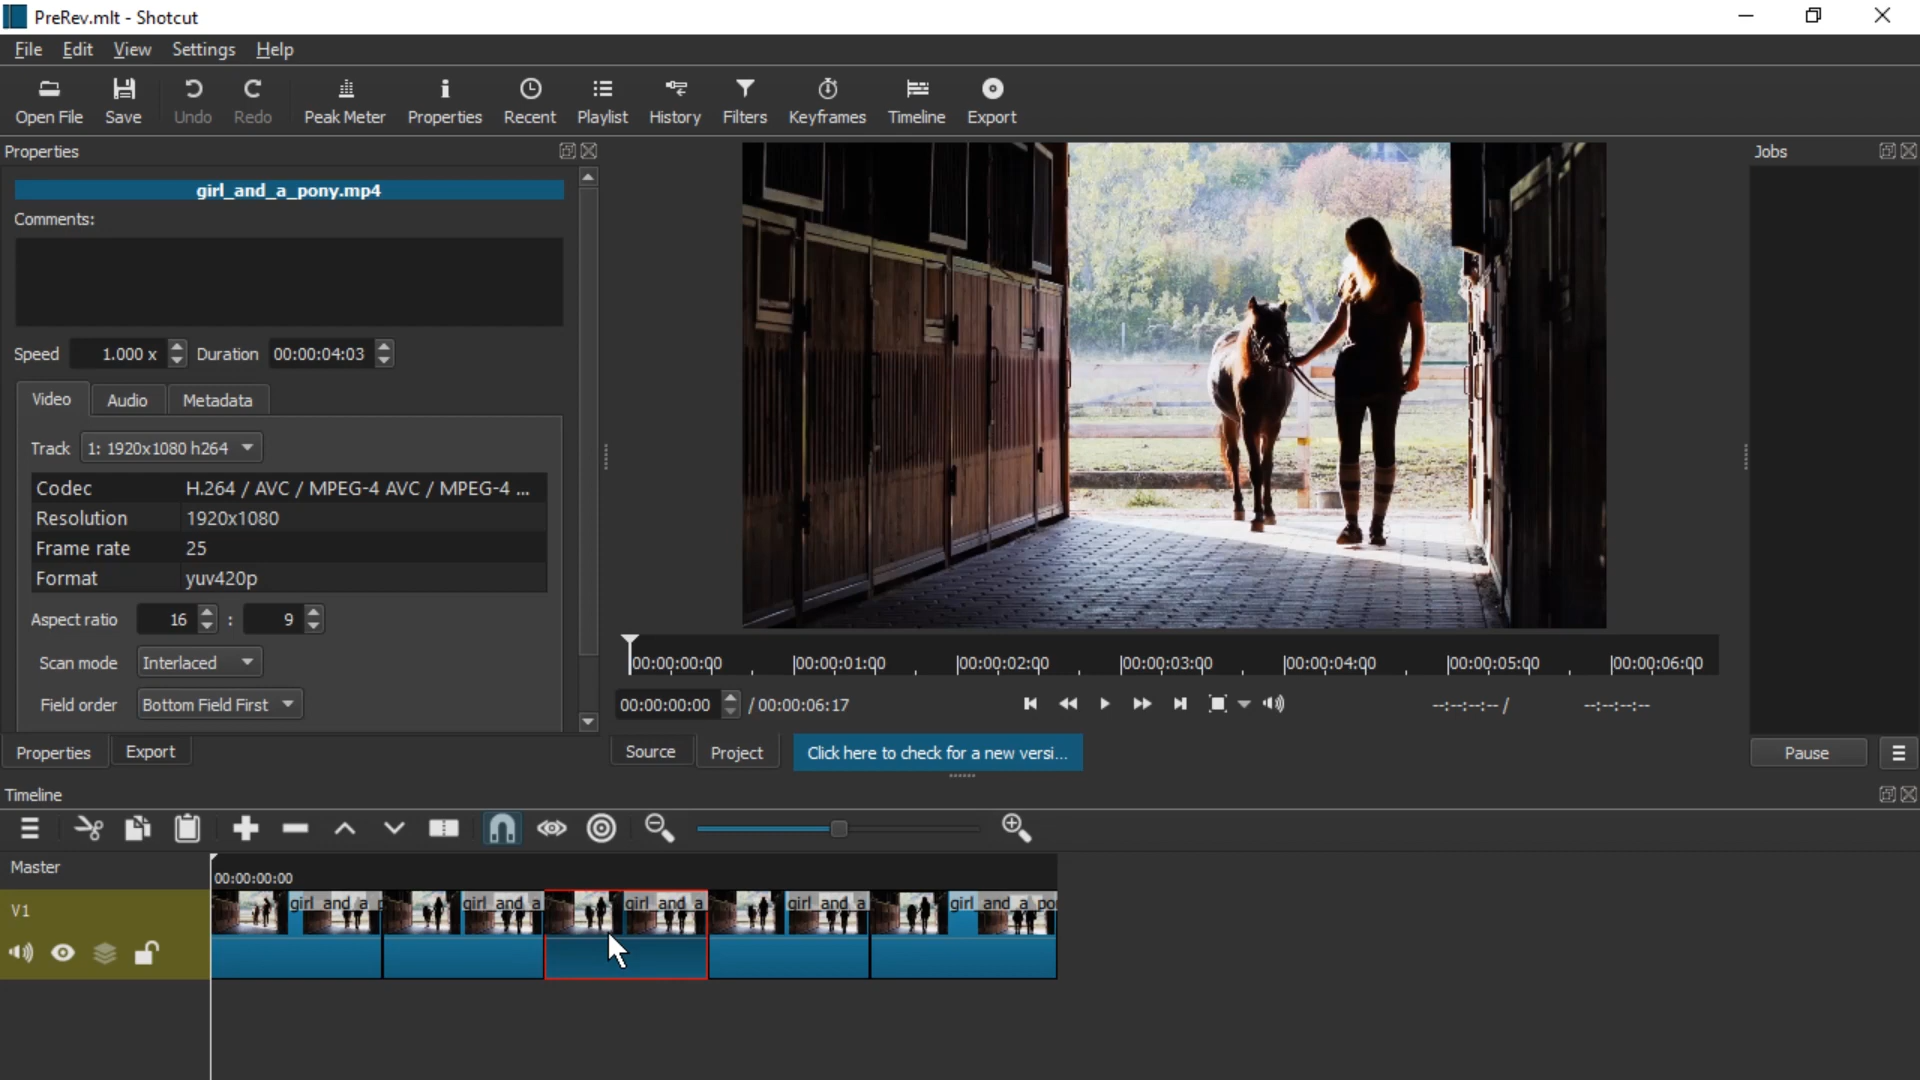 PreRev.mlt - Shotcut
File Edit View Settings Help
Open File Save Undo Redo Peak Meter Properties Recent Playlist History Filters Keyframes Timeline Export
Properties
Jobs
girl_and_a_pony.mp4
Comments:
Speed 1.000 x Duration 00:00:04:03
Video Audio Metadata
Track 1: 1920x1080 h264
Codec H.264 / AVC / MPEG-4 AVC / MPEG-4 ...
Resolution 1920x1080
Frame rate 25
Format yuv420p
Aspect ratio 16 : 9
Scan mode Interlaced
Field order Bottom Field First
00:00:00:00 00:00:01:00 00:00:02:00 00:00:03:00 00:00:04:00 00:00:05:00 00:00:06:00
00:00:00:00 / 00:00:06:17 --:--:--:-- / --:--:--:--
Properties Export
Source Project Click here to check for a new versi...
Pause
Timeline
Master
00:00:00:00
V1
girl_and_a_p girl_and_a girl_and_a girl_and_a girl_and_a_po